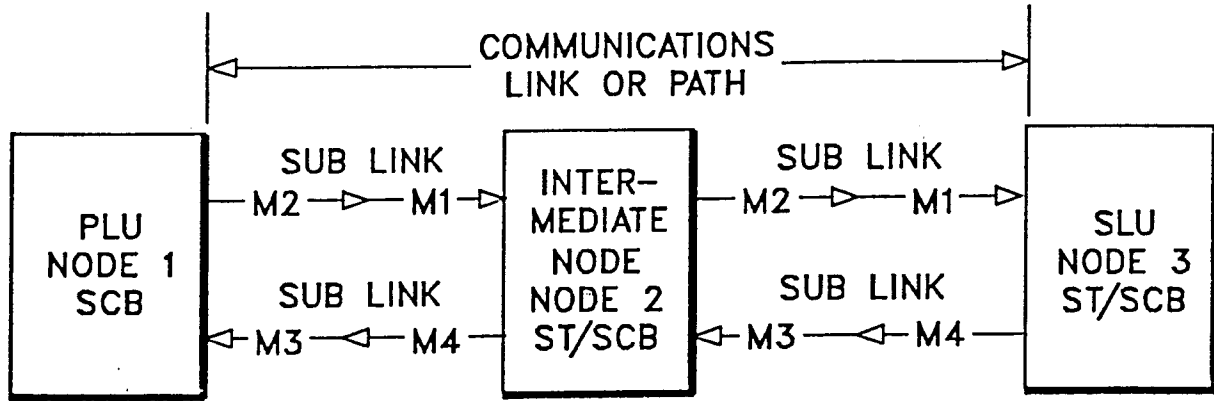 COMMUNICATIONS
LINK OR PATH
PLU
NODE 1
SCB
SUB LINK
M2 M1
SUB LINK
M3 M4
INTER-
MEDIATE
NODE
NODE 2
ST/SCB
SUB LINK
M2 M1
SUB LINK
M3 M4
SLU
NODE 3
ST/SCB